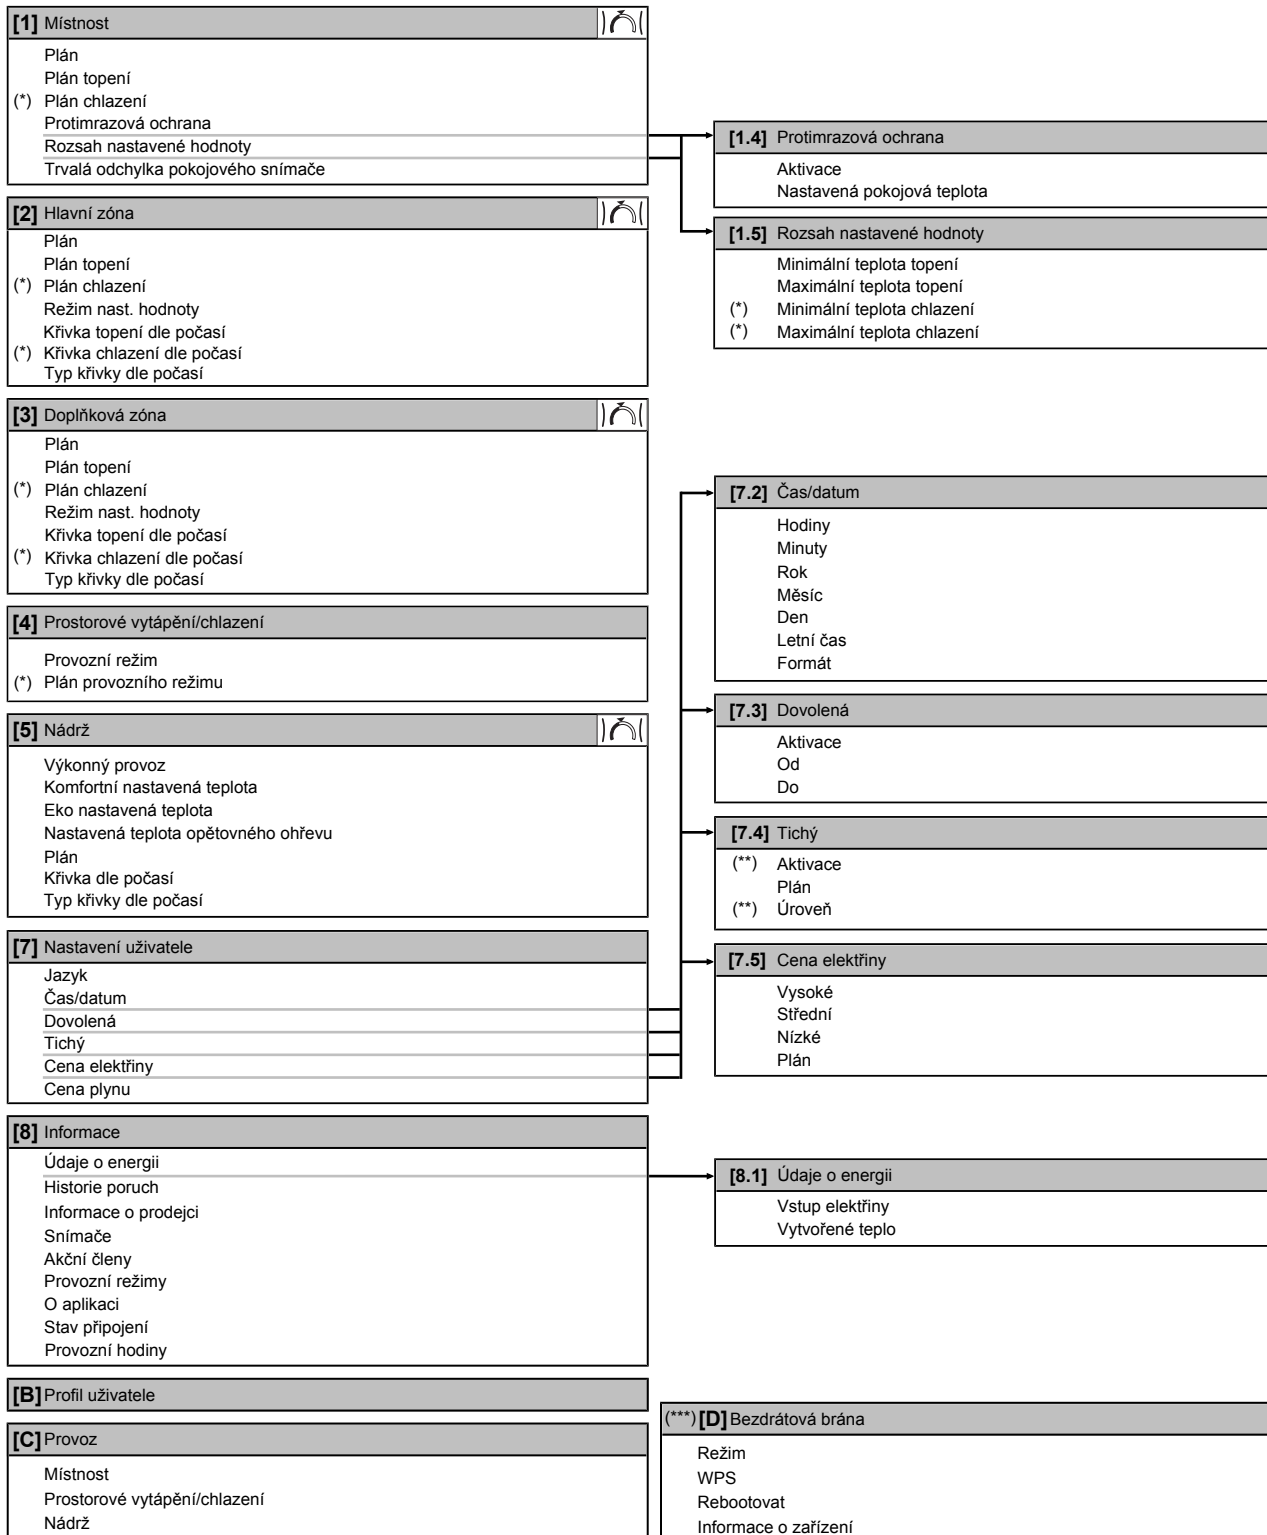 [1] Místnost
Plán
Plán topení
(*) Plán chlazení
Protimrazová ochrana
Rozsah nastavené hodnoty
Trvalá odchylka pokojového snímače
[1.4] Protimrazová ochrana
Aktivace
Nastavená pokojová teplota
[1.5] Rozsah nastavené hodnoty
Minimální teplota topení
Maximální teplota topení
(*) Minimální teplota chlazení
(*) Maximální teplota chlazení
[2] Hlavní zóna
Plán
Plán topení
(*) Plán chlazení
Režim nast. hodnoty
Křivka topení dle počasí
(*) Křivka chlazení dle počasí
Typ křivky dle počasí
[3] Doplňková zóna
Plán
Plán topení
(*) Plán chlazení
Režim nast. hodnoty
Křivka topení dle počasí
(*) Křivka chlazení dle počasí
Typ křivky dle počasí
[4] Prostorové vytápění/chlazení
Provozní režim
(*) Plán provozního režimu
[5] Nádrž
Výkonný provoz
Komfortní nastavená teplota
Eko nastavená teplota
Nastavená teplota opětovného ohřevu
Plán
Křivka dle počasí
Typ křivky dle počasí
[7] Nastavení uživatele
Jazyk
Čas/datum
Dovolená
Tichý
Cena elektřiny
Cena plynu
[7.2] Čas/datum
Hodiny
Minuty
Rok
Měsíc
Den
Letní čas
Formát
[7.3] Dovolená
Aktivace
Od
Do
[7.4] Tichý
(**) Aktivace
Plán
(**) Úroveň
[7.5] Cena elektřiny
Vysoké
Střední
Nízké
Plán
[8] Informace
Údaje o energii
Historie poruch
Informace o prodejci
Snímače
Akční členy
Provozní režimy
O aplikaci
Stav připojení
Provozní hodiny
[8.1] Údaje o energii
Vstup elektřiny
Vytvořené teplo
[B] Profil uživatele
[C] Provoz
Místnost
Prostorové vytápění/chlazení
Nádrž
(***) [D] Bezdrátová brána
Režim
WPS
Rebootovat
Informace o zařízení